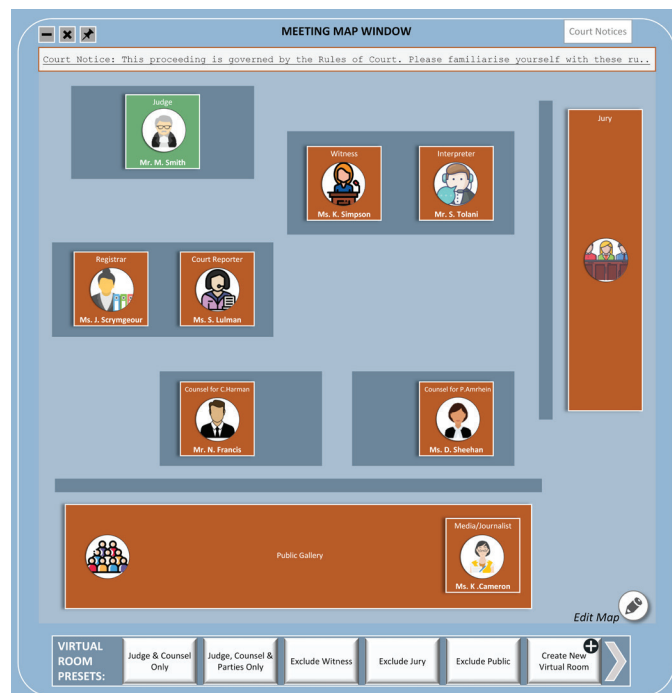 MEETING MAP WINDOW
Court Notices
Court Notice: This proceeding is governed by the Rules of Court. Please familiarise yourself with these ru..
Judge
Mr. M. Smith
Witness
Ms. K. Simpson
Interpreter
Mr. S. Tolani
Jury
Registrar
Ms. J. Scrymgeour
Court Reporter
Ms. S. Lulman
Counsel for C.Harman
Mr. N. Francis
Counsel for P.Amrhein
Ms. D. Sheehan
Public Gallery
Media/Journalist
Ms. K .Cameron
Edit Map
VIRTUAL
ROOM
PRESETS:
Judge & Counsel
Only
Judge, Counsel &
Parties Only
Exclude Witness
Exclude Jury
Exclude Public
Create New
Virtual Room